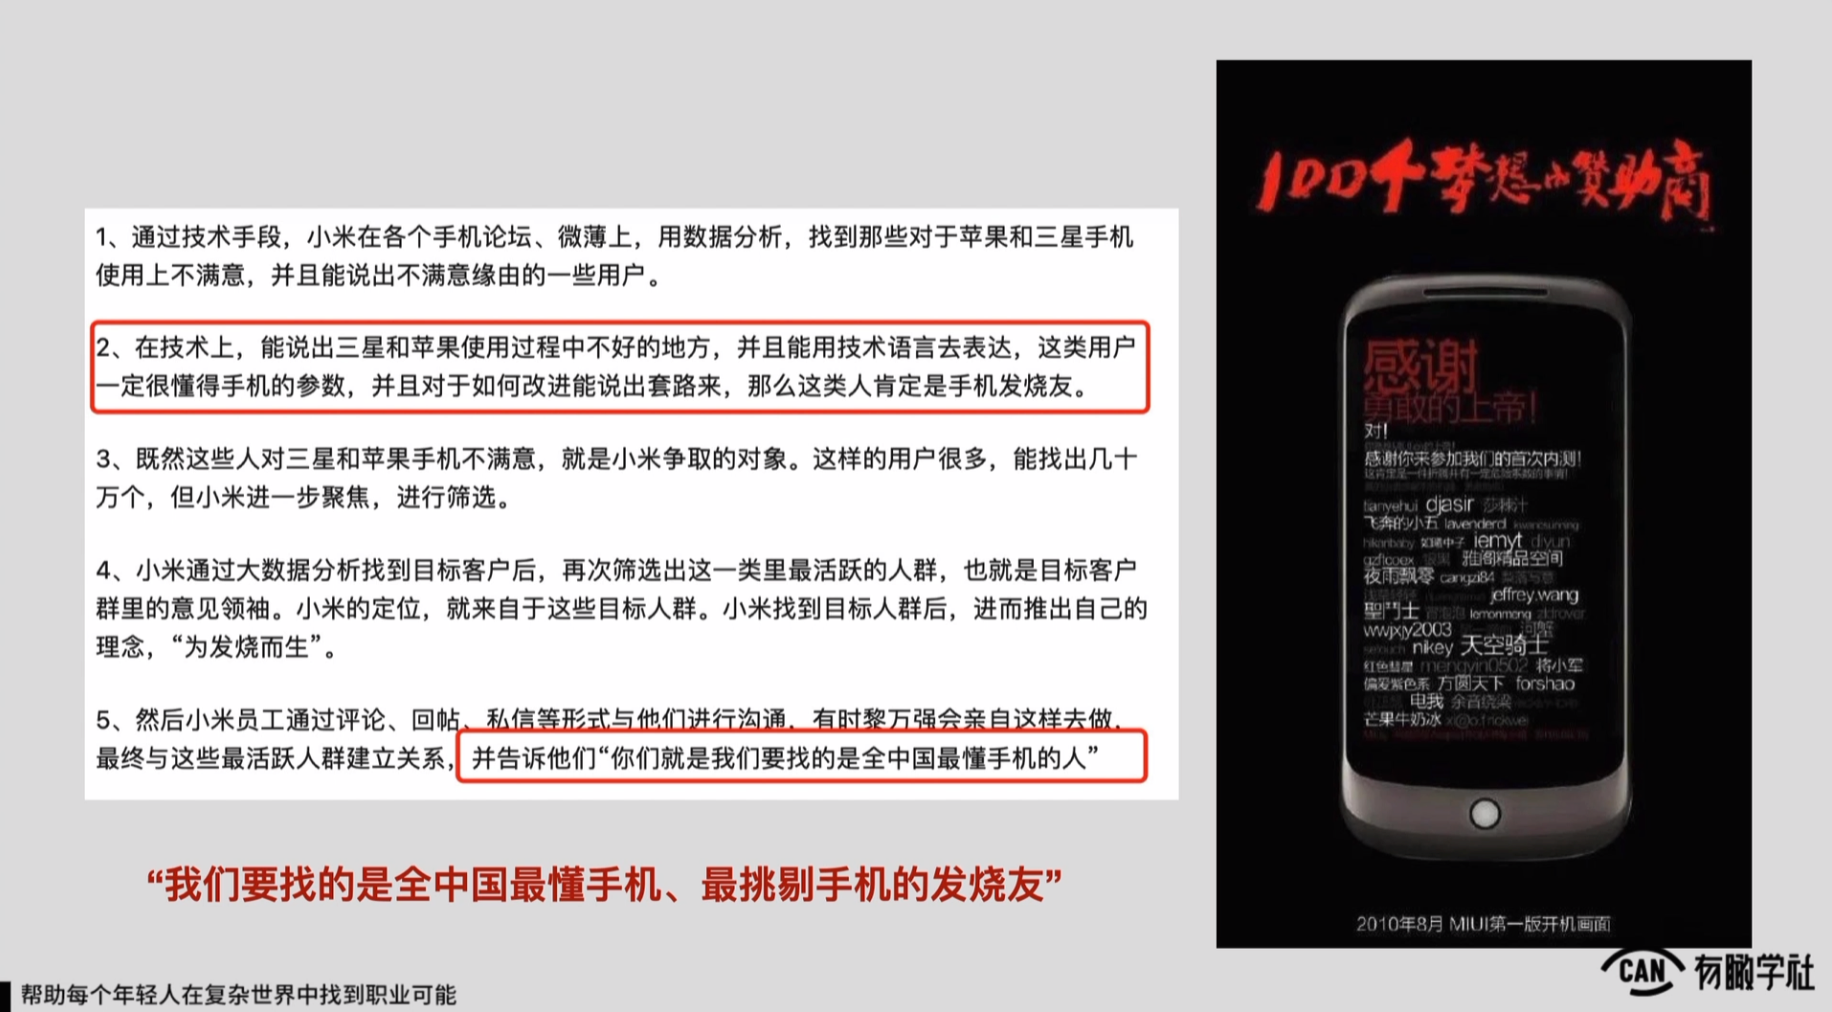 1、通过技术手段，小米在各个手机论坛、微薄上，用数据分析，找到那些对于苹果和三星手机
使用上不满意，并且能说出不满意缘由的一些用户。
2、在技术上，能说出三星和苹果使用过程中不好的地方，并且能用技术语言去表达，这类用户
一定很懂得手机的参数，并且对于如何改进能说出套路来，那么这类人肯定是手机发烧友。
3、既然这些人对三星和苹果手机不满意，就是小米争取的对象。这样的用户很多，能找出几十
万个，但小米进一步聚焦，进行筛选。
4、小米通过大数据分析找到目标客户后，再次筛选出这一类里最活跃的人群，也就是目标客户
群里的意见领袖。小米的定位，就来自于这些目标人群。小米找到目标人群后，进而推出自己的
理念，“为发烧而生”。
5、然后小米员工通过评论、回帖、私信等形式与他们进行沟通，有时黎万强会亲自这样去做，
最终与这些最活跃人群建立关系，并告诉他们“你们就是我们要找的是全中国最懂手机的人”
“我们要找的是全中国最懂手机、最挑剔手机的发烧友”
100个梦想的赞助商
感谢
勇敢的上帝！
对！
感谢你来参加我们的首次内测！
tianyehui djasir 莎棘汁
飞奔的小五 lavenderd
hikanbaby iemyt diyun
雅阁精品空间
夜雨飘零 cangzi84
jeffrey.wang
聖鬥士 lemonmeng
wwjxjy2003 河蟹
nikey 天空骑士
红色彗星 mengyin0502 将小军
偏爱紫色系 方圆天下 forshao
电我 余音绕梁
芒果牛奶冰
2010年8月 MIUI第一版开机画面
CAN 有瞰学社
帮助每个年轻人在复杂世界中找到职业可能